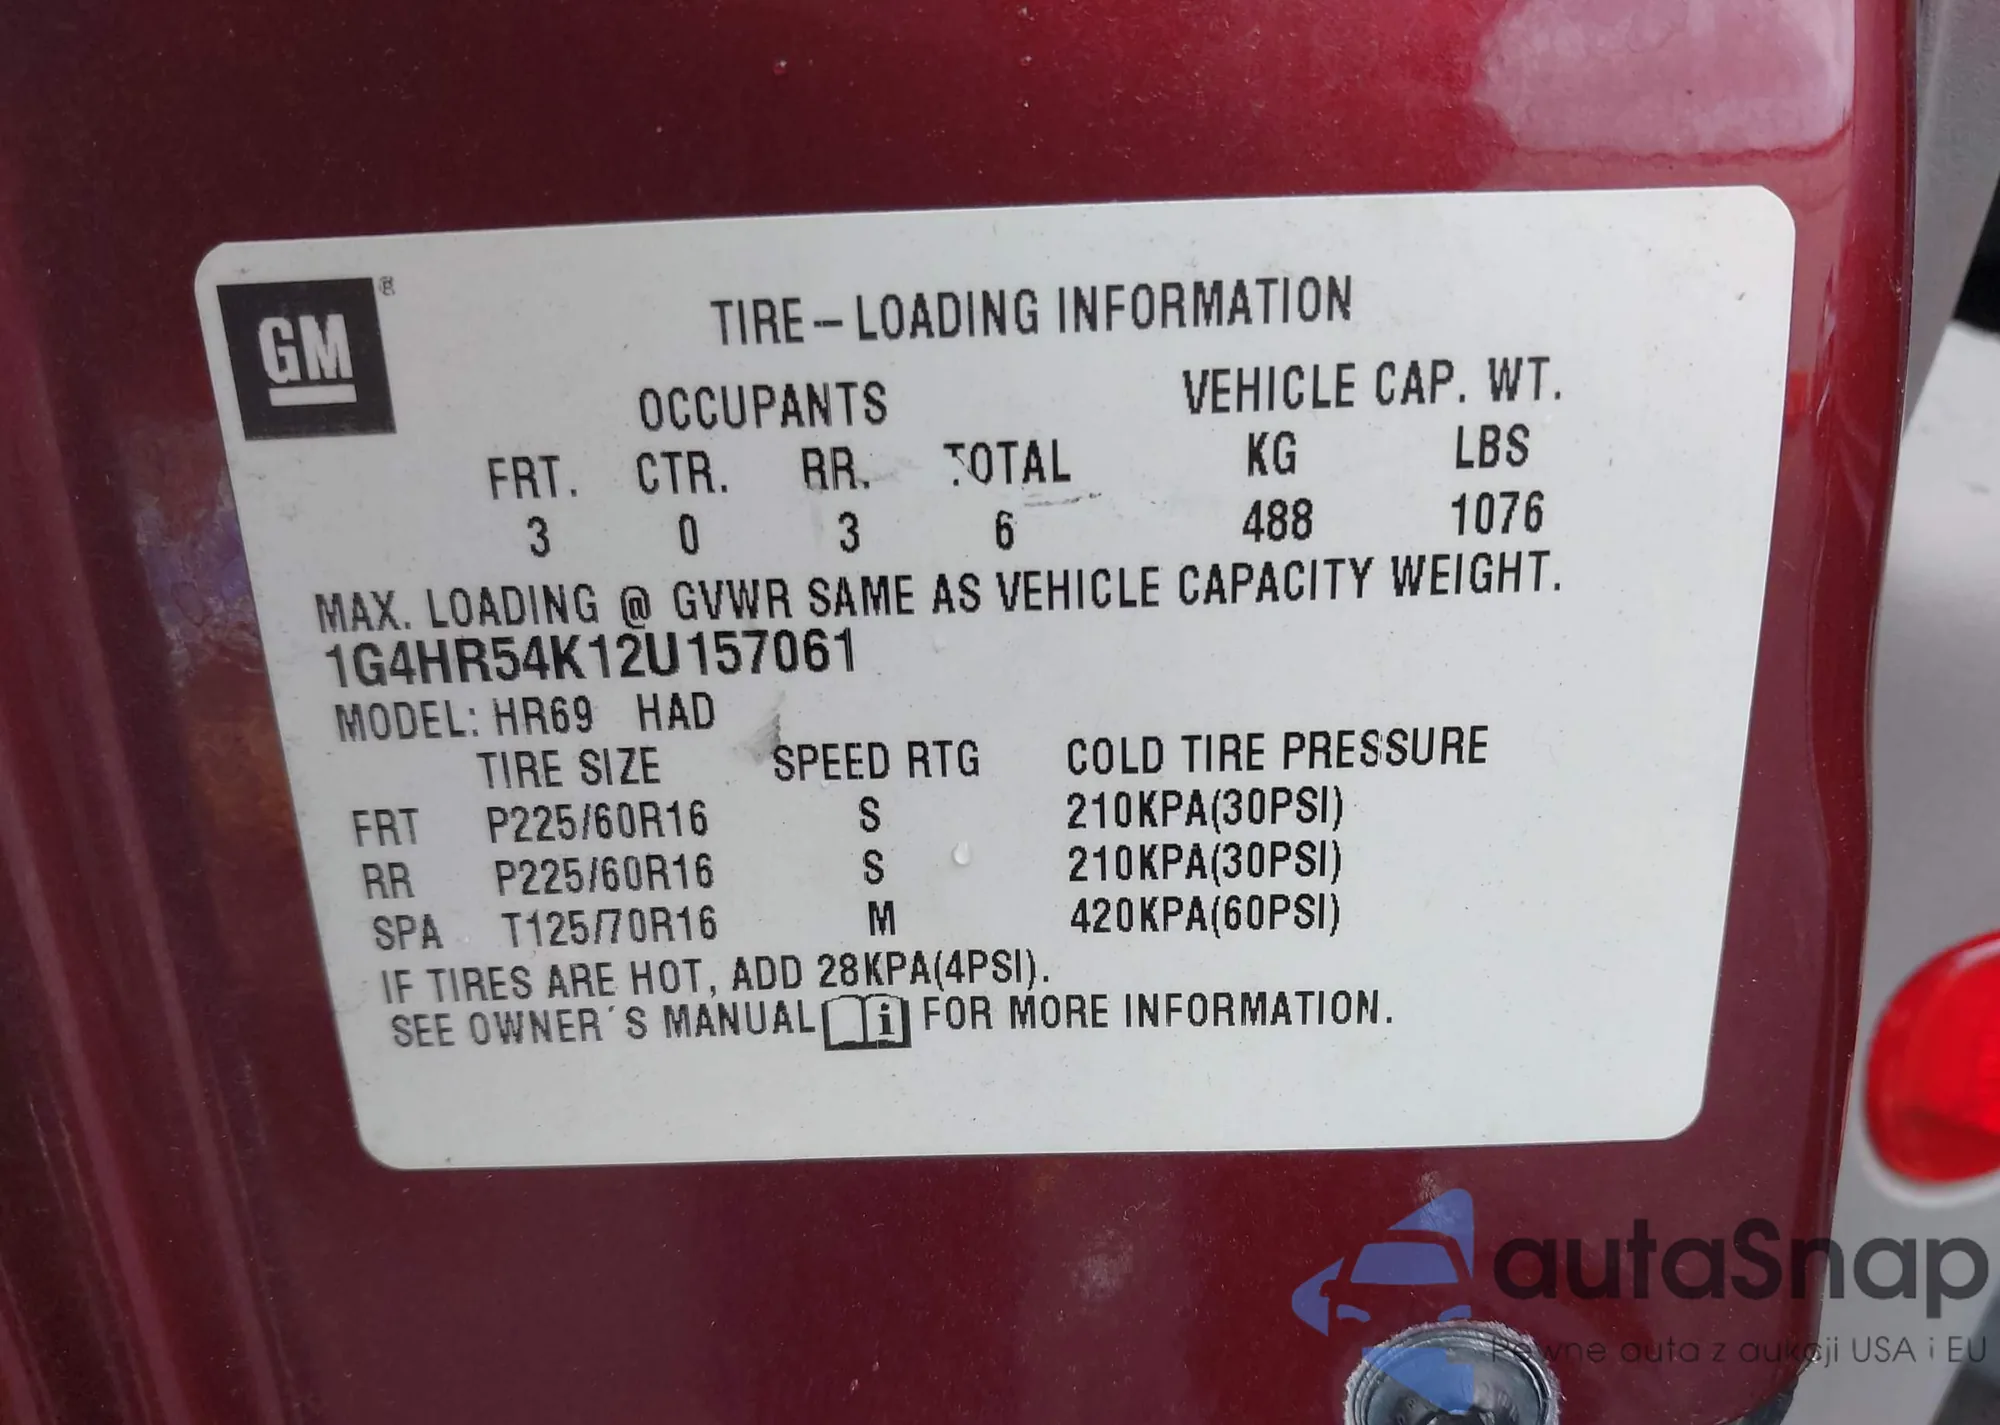 GM ®
TIRE – LOADING INFORMATION
OCCUPANTS VEHICLE CAP. WT.
FRT. CTR. RR. TOTAL KG LBS
3 0 3 6 488 1076
MAX. LOADING @ GVWR SAME AS VEHICLE CAPACITY WEIGHT.
1G4HR54K12U157061
MODEL: HR69 HAD
TIRE SIZE SPEED RTG COLD TIRE PRESSURE
FRT P225/60R16 S 210KPA(30PSI)
RR P225/60R16 S 210KPA(30PSI)
SPA T125/70R16 M 420KPA(60PSI)
IF TIRES ARE HOT, ADD 28KPA(4PSI).
SEE OWNER´S MANUAL i FOR MORE INFORMATION.
autaSnap
Pewne auta z aukcji USA i EU